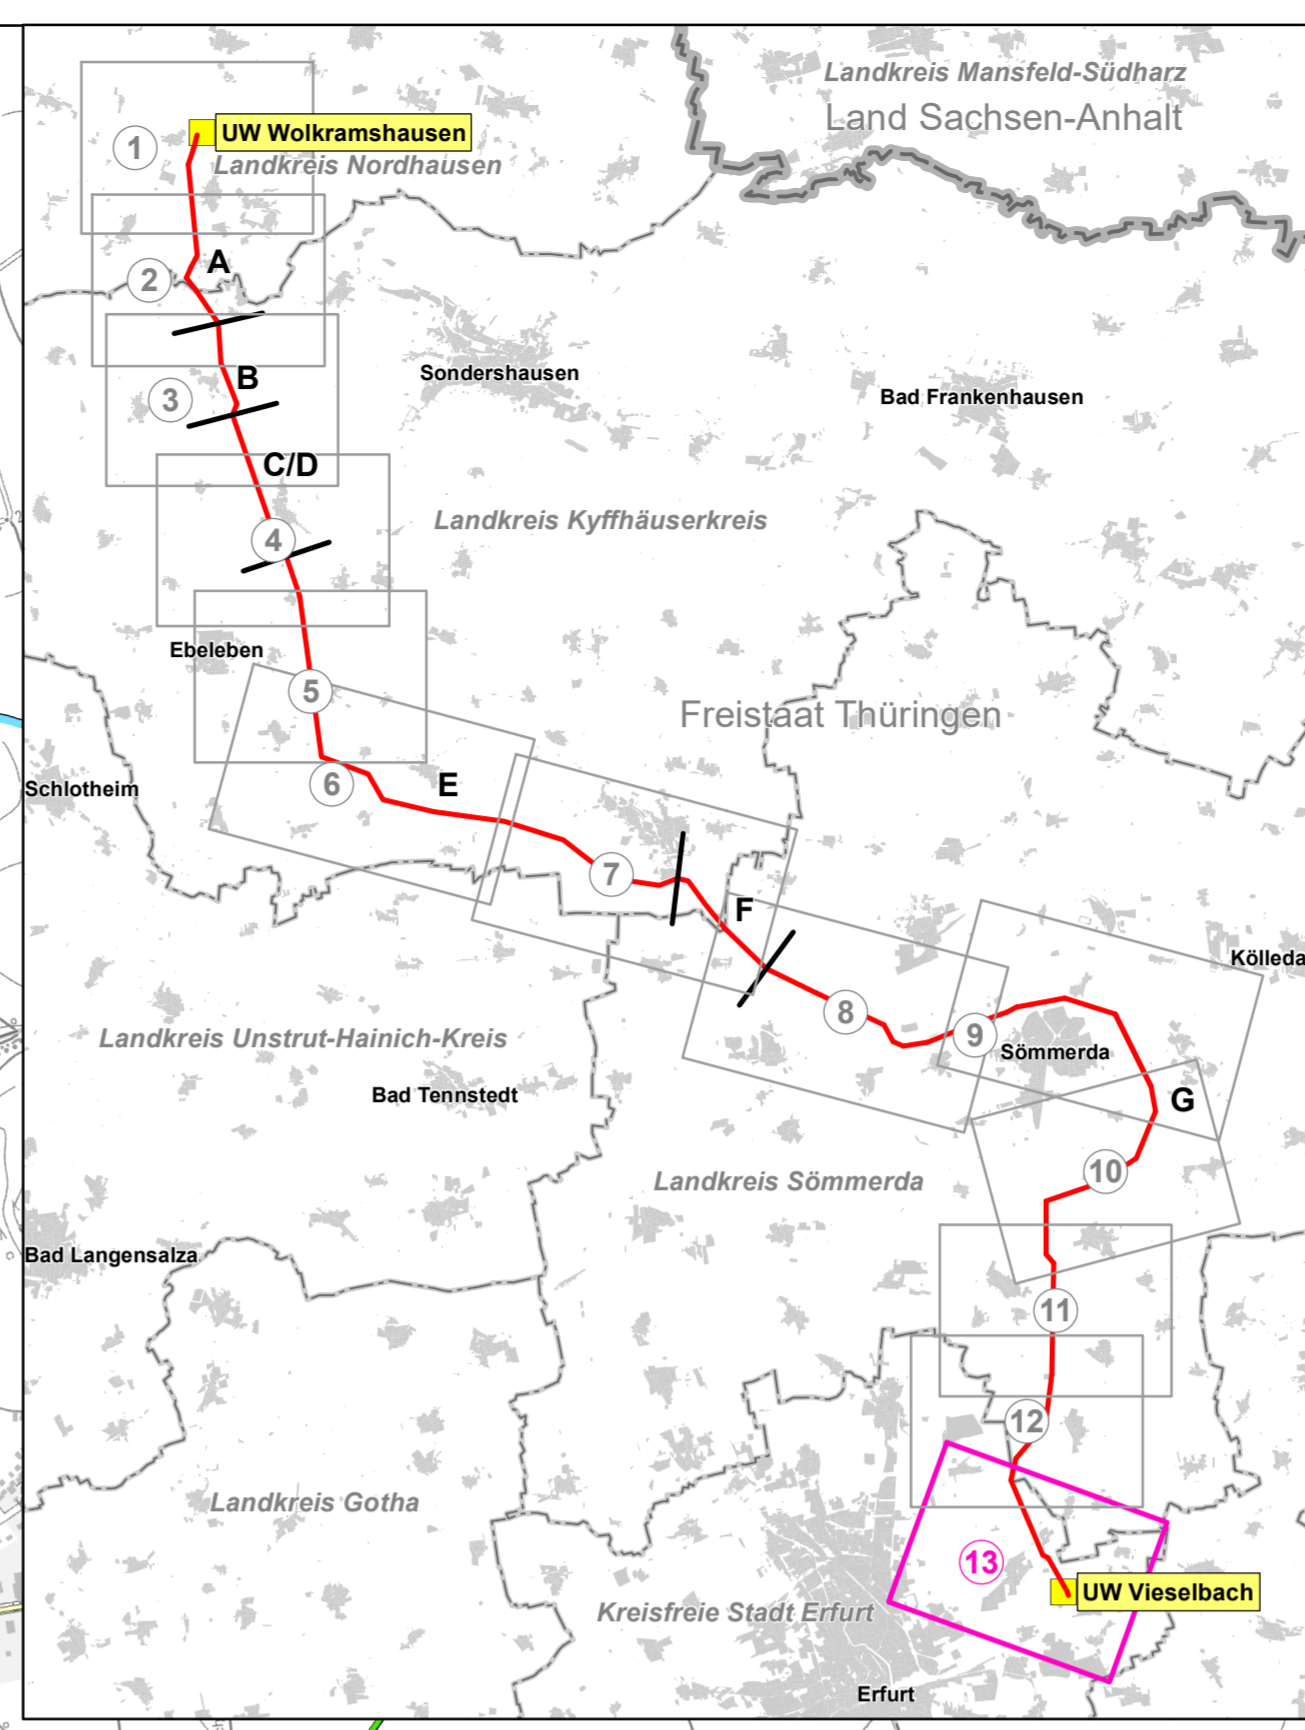 Landkreis Mansfeld-Südharz
Land Sachsen-Anhalt
UW Wolkramshausen
1
Landkreis Nordhausen
A
2
Sondershausen
B
Bad Frankenhausen
3
C/D
Landkreis Kyffhäuserkreis
4
Ebeleben
5
Freistaat Thüringen
6
E
Schlotheim
7
F
Kölleda
8
9
Landkreis Unstrut-Hainich-Kreis
Sömmerda
Bad Tennstedt
G
10
Landkreis Sömmerda
Bad Langensalza
11
12
Landkreis Gotha
13
UW Vieselbach
Kreisfreie Stadt Erfurt
Erfurt